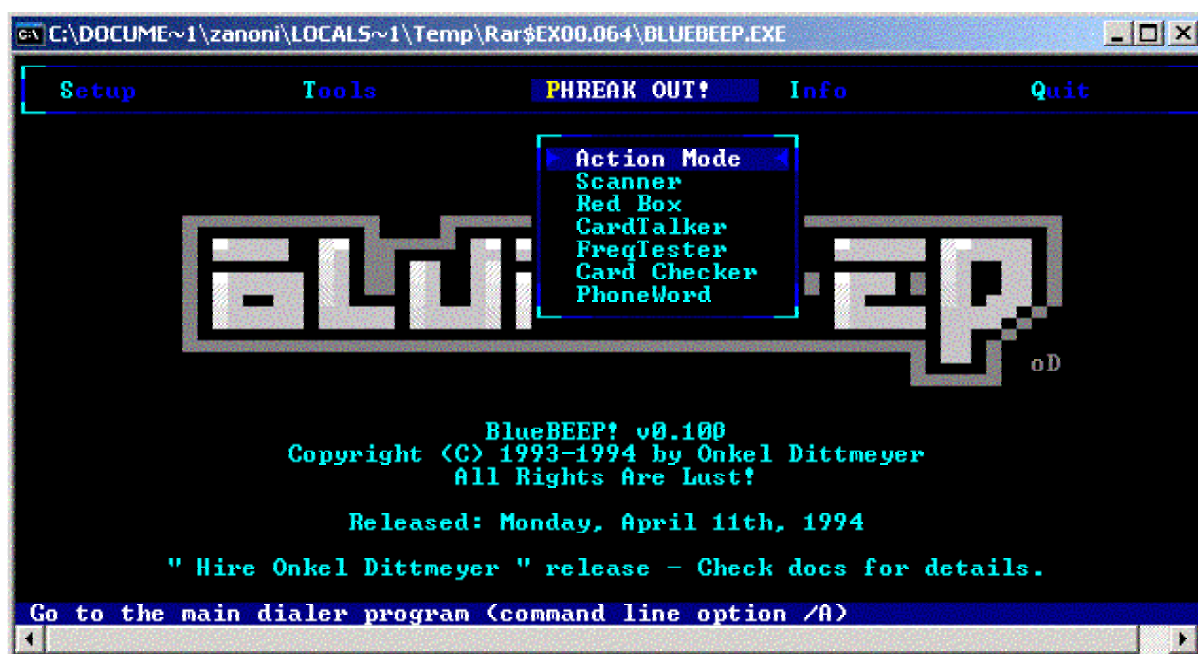 C:\DOCUME~1\zanoni\LOCALS~1\Temp\Rar$EX00.064\BLUEBEEP.EXE
Setup Tools PHREAK OUT! Info Quit
Action Mode
Scanner
Red Box
CardTalker
FreqTester
Card Checker
PhoneWord
oD
BlueBEEP! v0.10β
Copyright (C) 1993-1994 by Onkel Dittmeyer
All Rights Are Lust!
Released: Monday, April 11th, 1994
" Hire Onkel Dittmeyer " release - Check docs for details.
Go to the main dialer program (command line option /A)